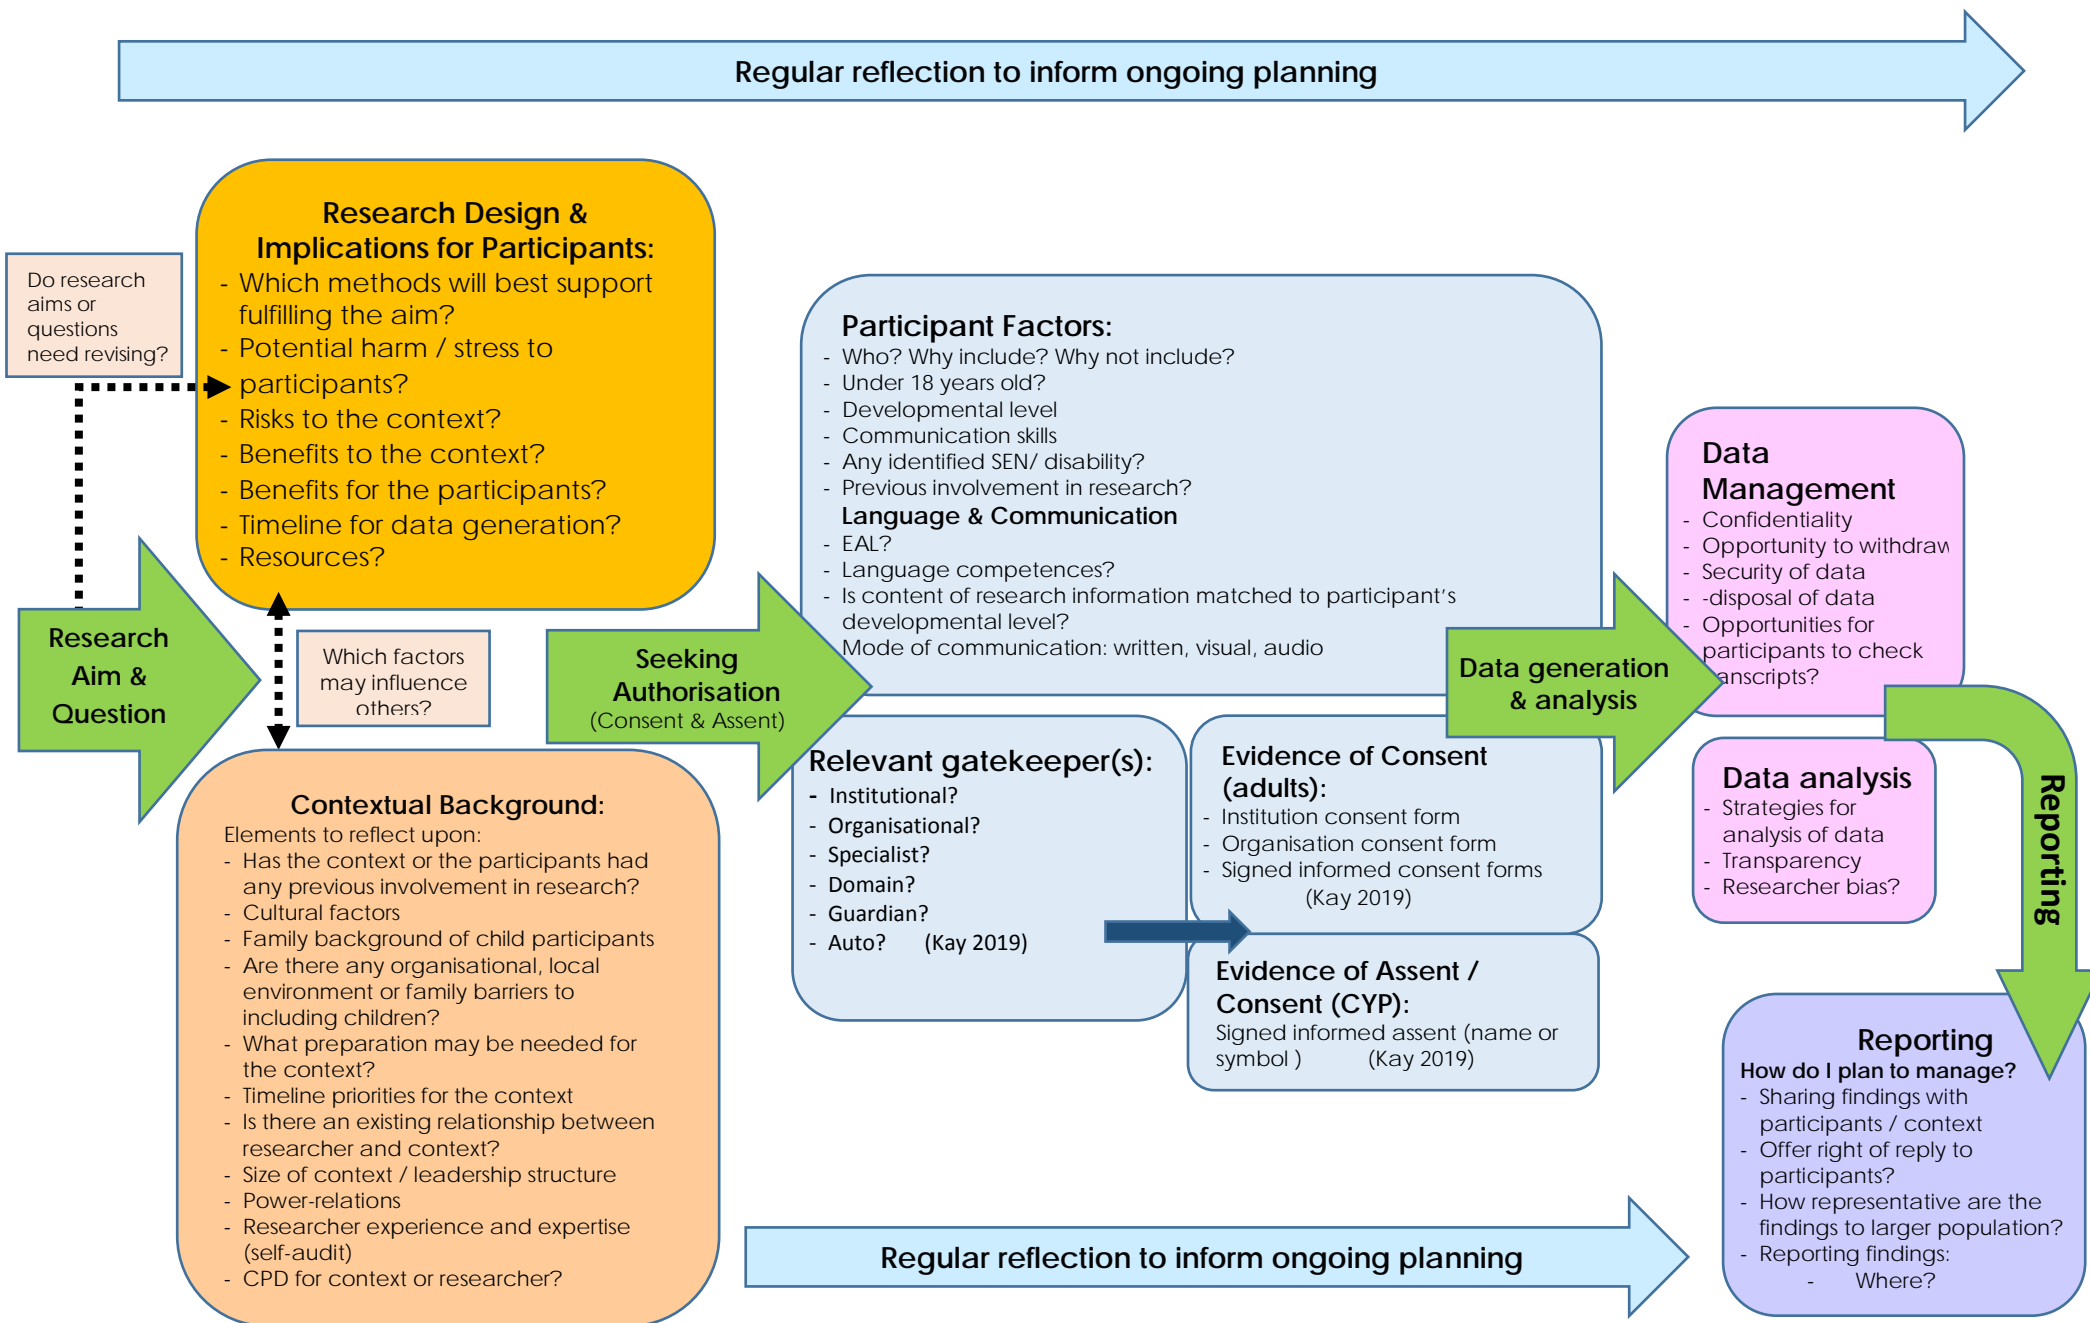 Regular reflection to inform ongoing planning
Research Design &
Implications for Participants:
- Which methods will best support
fulfilling the aim?
- Potential harm / stress to
participants?
- Risks to the context?
- Benefits to the context?
- Benefits for the participants?
- Timeline for data generation?
- Resources?
Do research
aims or
questions
need revising?
Research
Aim &
Question
Which factors
may influence
others?
Contextual Background:
Elements to reflect upon:
- Has the context or the participants had
any previous involvement in research?
- Cultural factors
- Family background of child participants
- Are there any organisational, local
environment or family barriers to
including children?
- What preparation may be needed for
the context?
- Timeline priorities for the context
- Is there an existing relationship between
researcher and context?
- Size of context / leadership structure
- Power-relations
- Researcher experience and expertise
(self-audit)
- CPD for context or researcher?
Seeking
Authorisation
(Consent & Assent)
Participant Factors:
- Who? Why include? Why not include?
- Under 18 years old?
- Developmental level
- Communication skills
- Any identified SEN/ disability?
- Previous involvement in research?
Language & Communication
- EAL?
- Language competences?
- Is content of research information matched to participant's
developmental level?
Mode of communication: written, visual, audio
Relevant gatekeeper(s):
- Institutional?
- Organisational?
- Specialist?
- Domain?
- Guardian?
- Auto? (Kay 2019)
Evidence of Consent
(adults):
- Institution consent form
- Organisation consent form
- Signed informed consent forms
(Kay 2019)
Evidence of Assent /
Consent (CYP):
Signed informed assent (name or
symbol ) (Kay 2019)
Data generation
& analysis
Data
Management
- Confidentiality
- Opportunity to withdraw
- Security of data
- -disposal of data
- Opportunities for
participants to check
anscripts?
Data analysis
- Strategies for
analysis of data
- Transparency
- Researcher bias?
Reporting
Reporting
How do I plan to manage?
- Sharing findings with
participants / context
- Offer right of reply to
participants?
- How representative are the
findings to larger population?
- Reporting findings:
- Where?
Regular reflection to inform ongoing planning